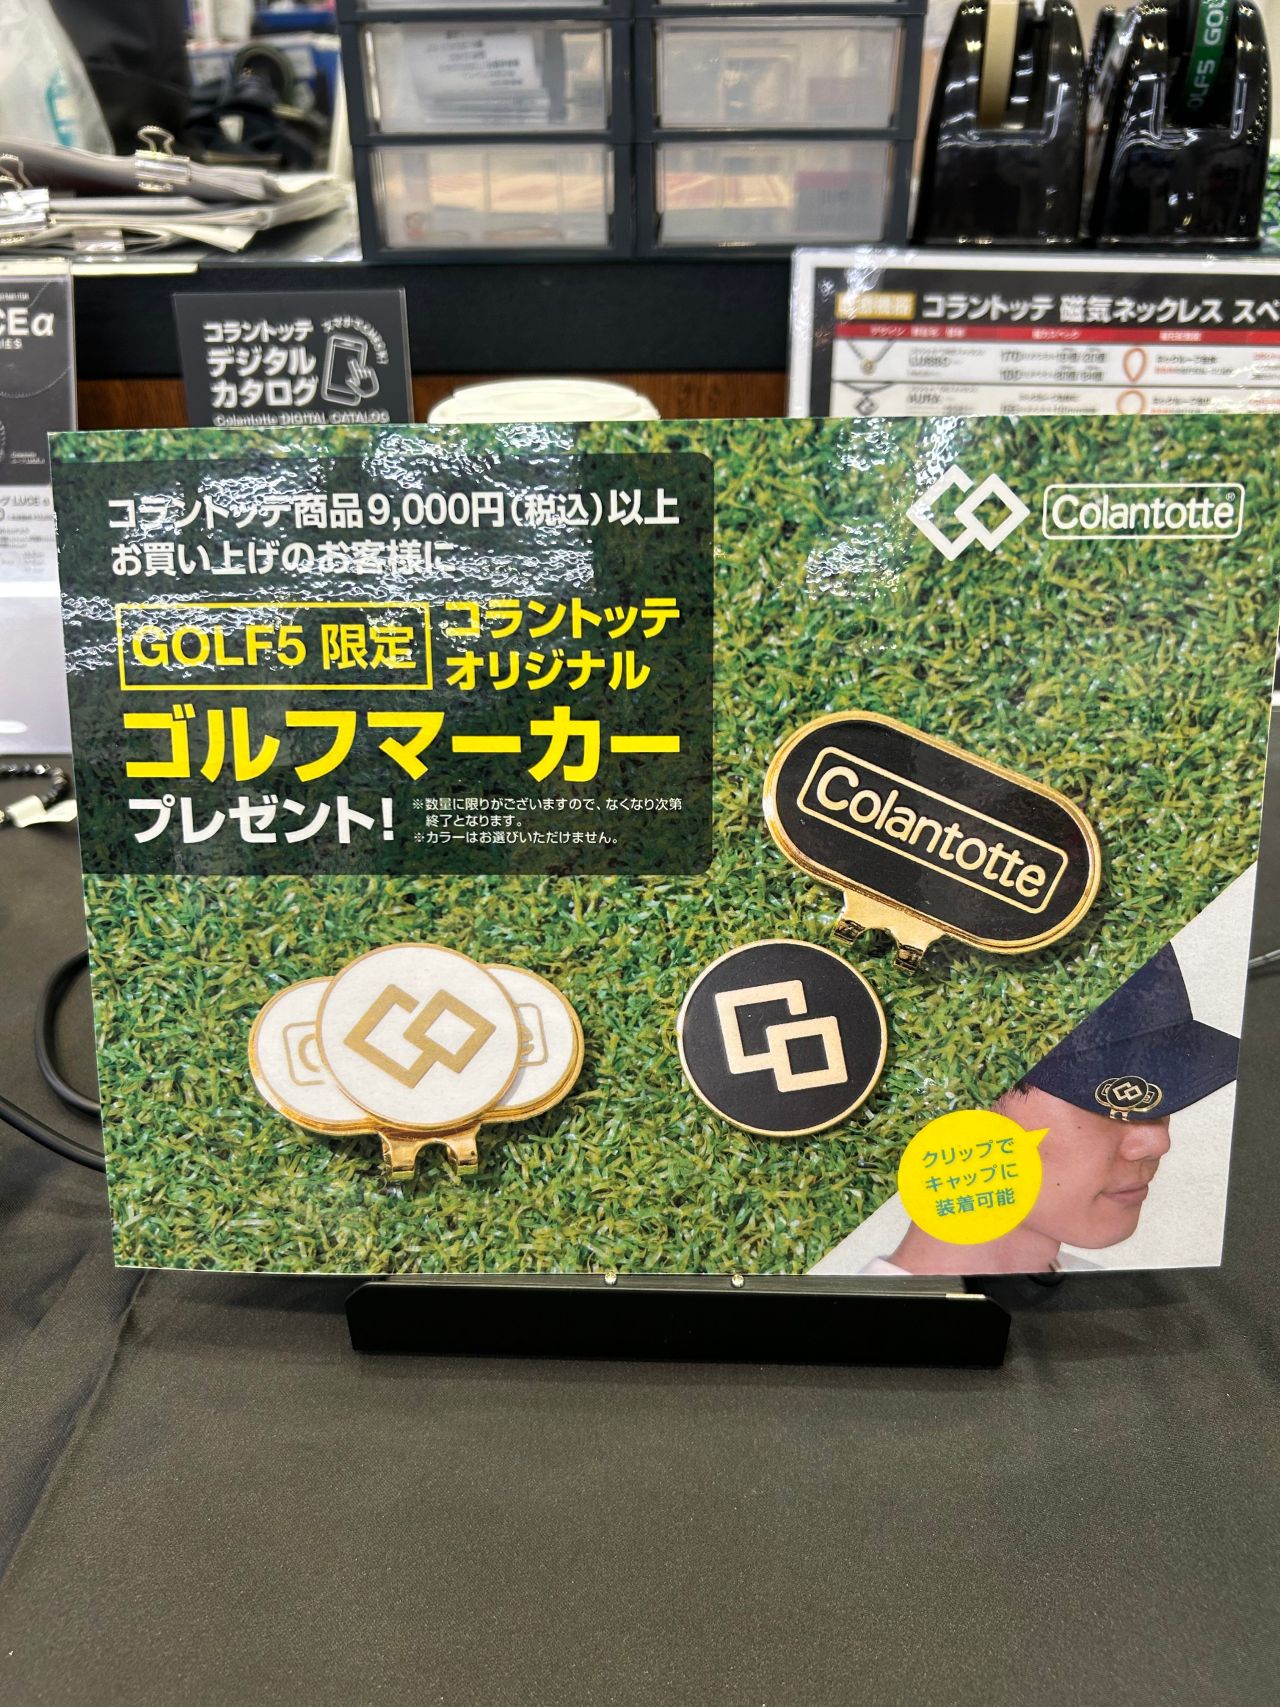 GOLF5
CEα
コラントッテ
デジタル
カタログ
Colantotte DIGITAL CATALOG
コラントッテ 磁気ネックレス スペ
コラントッテ商品9,000円(税込)以上
お買い上げのお客様に
GOLF5 限定
コラントッテ
オリジナル
ゴルフマーカー
プレゼント!
※数量に限りがございますので、なくなり次第
終了となります。
※カラーはお選びいただけません。
Colantotte®
Colantotte
クリップで
キャップに
装着可能